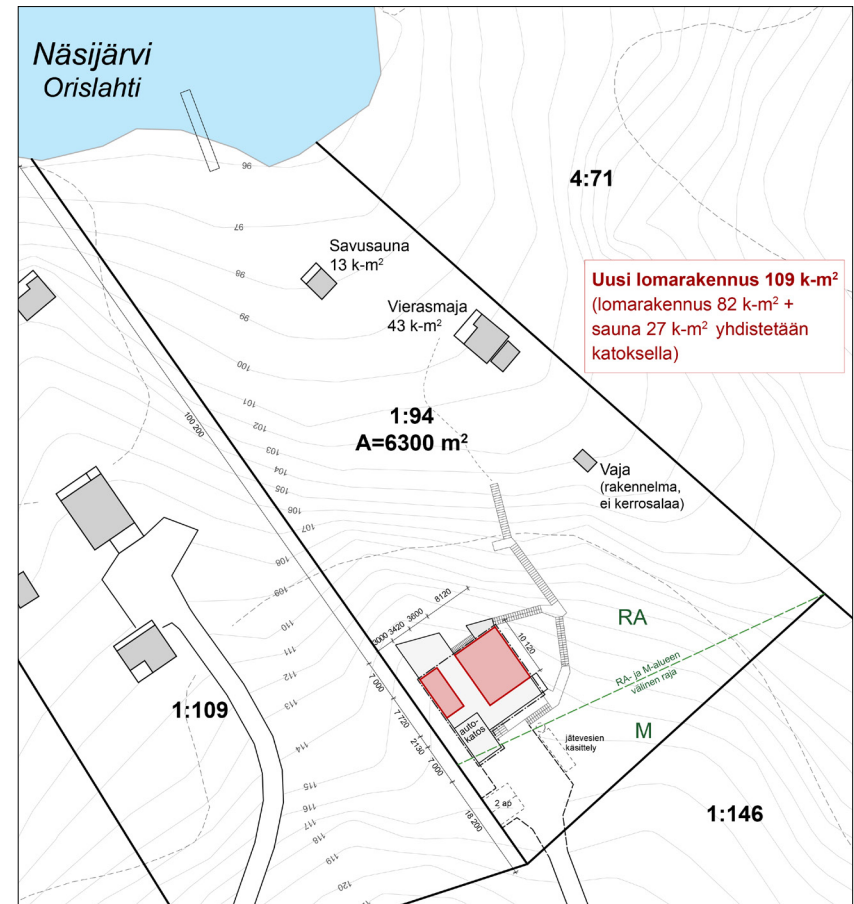 Näsijärvi
Orislahti
4:71
Savusauna
13 k-m²
Uusi lomarakennus 109 k-m²
(lomarakennus 82 k-m² +
sauna 27 k-m² yhdistetään
katoksella)
Vierasmaja
43 k-m²
1:94
A=6300 m²
Vaja
(rakennelma,
ei kerrosalaa)
96
97
98
99
100
101
102
103
104
105
106
107
108
109
110
111
112
113
114
115
116
117
118
119
120
100 200
3000
3420
3600
8120
10 120
7 000
7 720
2130
7 000
18 200
RA
RA- ja M-alueen
välinen raja
M
auto-
katos
jätevesien
käsittely
2 ap
1:109
1:146